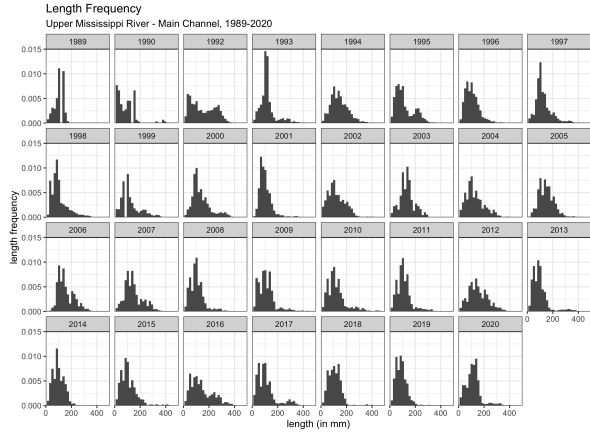 Length Frequency
Upper Mississippi River - Main Channel, 1989-2020
1989 1990 1992 1993 1994 1995 1996 1997
0.015
0.010
0.005
0.000
1998 1999 2000 2001 2002 2003 2004 2005
0.015
0.010
0.005
0.000
2006 2007 2008 2009 2010 2011 2012 2013
0.015
0.010
0.005
0.000
0 200 400
2014 2015 2016 2017 2018 2019 2020
0.015
0.010
0.005
0.000
0 200 400 0 200 400 0 200 400 0 200 400 0 200 400 0 200 400 0 200 400
length frequency
length (in mm)